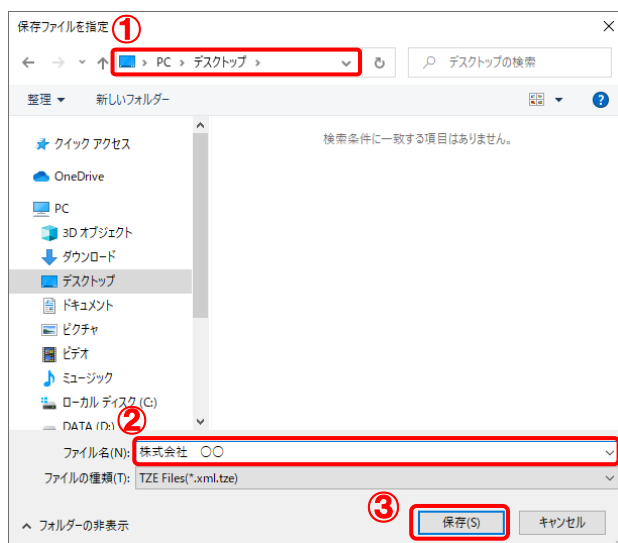 保存ファイルを指定 ①
PC › デスクトップ ›
デスクトップの検索
整理 新しいフォルダー
?
検索条件に一致する項目はありません。
クイック アクセス
OneDrive
PC
3D オブジェクト
ダウンロード
デスクトップ
ドキュメント
ピクチャ
ビデオ
ミュージック
ローカル ディスク (C:)
DATA (D:)
②
ファイル名(N): 株式会社　〇〇
ファイルの種類(T): TZE Files(*.xml.tze)
③
フォルダーの非表示
保存(S)
キャンセル